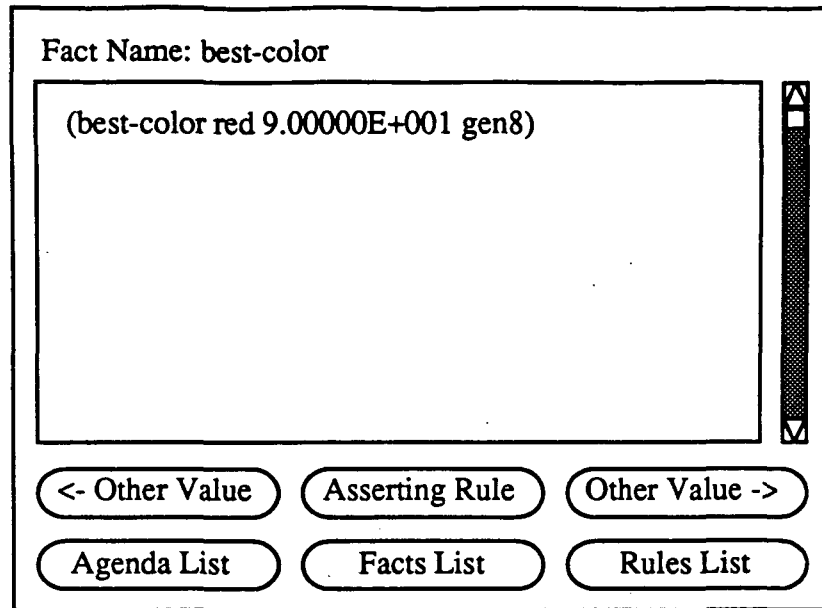 Fact Name: best-color
(best-color red 9.00000E+001 gen8)
<- Other Value Asserting Rule Other Value ->
Agenda List Facts List Rules List